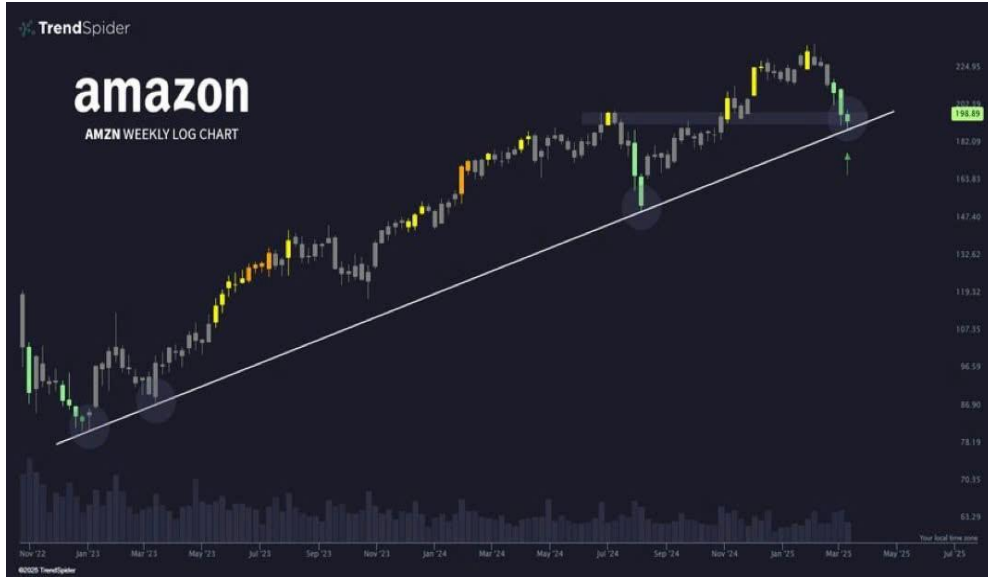 TrendSpider
amazon
AMZN WEEKLY LOG CHART
224.95
202.39
198.89
182.09
163.83
147.40
132.62
119.32
107.35
96.59
86.90
78.19
70.35
63.29
Your local time zone
Nov '22 Jan '23 Mar '23 May '23 Jul '23 Sep '23 Nov '23 Jan '24 Mar '24 May '24 Jul '24 Sep '24 Nov '24 Jan '25 Mar '25 May '25 Jul '25
©2025 TrendSpider